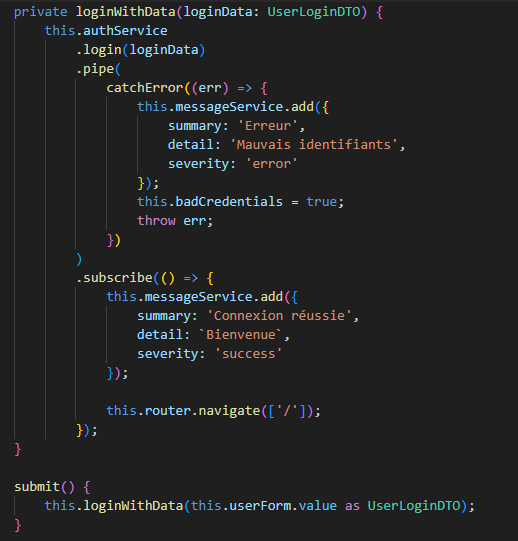 private loginWithData(loginData: UserLoginDTO) {
    this.authService
        .login(loginData)
        .pipe(
            catchError((err) => {
                this.messageService.add({
                    summary: 'Erreur',
                    detail: 'Mauvais identifiants',
                    severity: 'error'
                });
                this.badCredentials = true;
                throw err;
            })
        )
        .subscribe(() => {
            this.messageService.add({
                summary: 'Connexion réussie',
                detail: `Bienvenue`,
                severity: 'success'
            });

            this.router.navigate(['/']);
        });
}

submit() {
    this.loginWithData(this.userForm.value as UserLoginDTO);
}